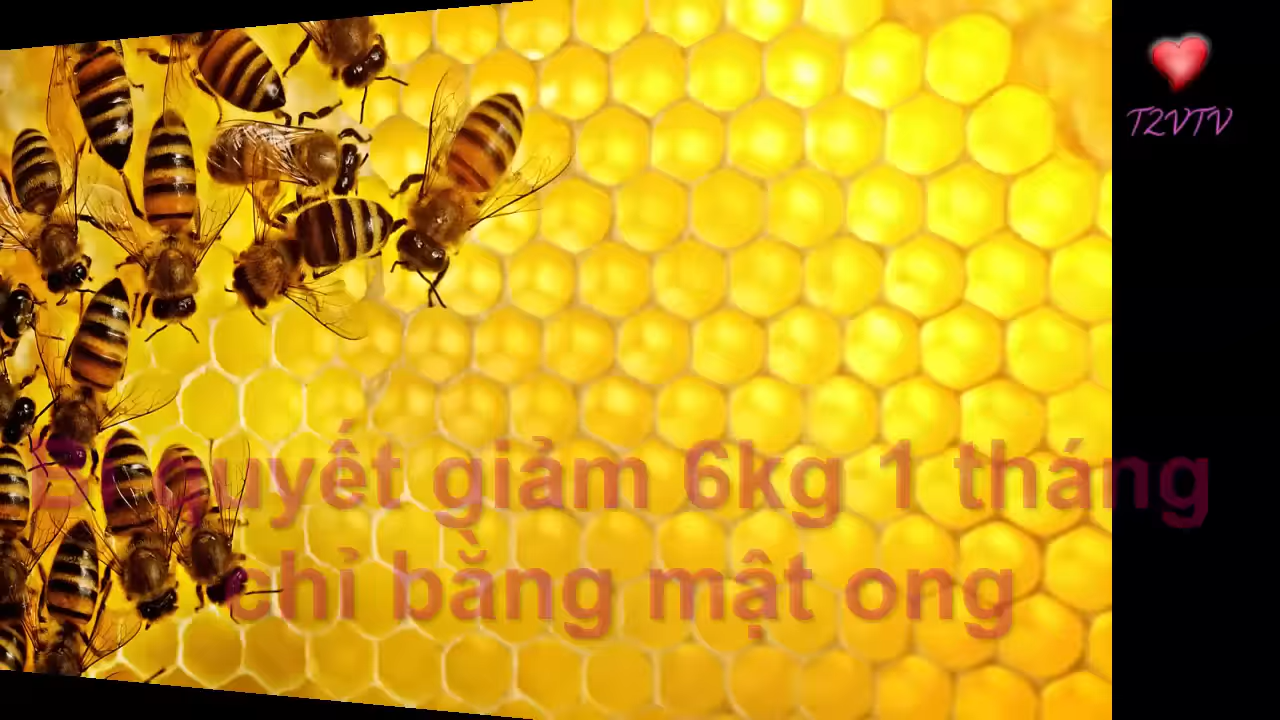 T2VTV
Bí quyết giảm 6kg 1 tháng
chỉ bằng mật ong